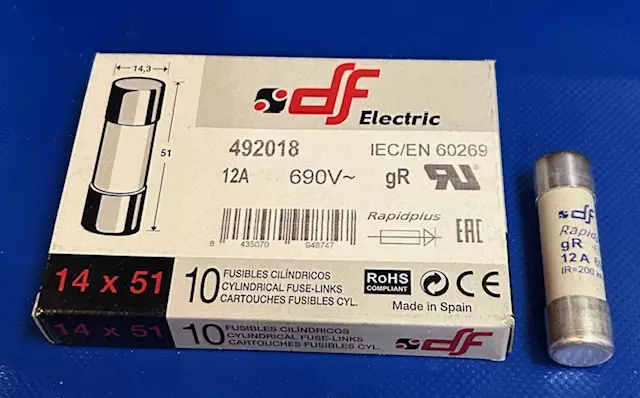 14,3
51
df Electric
492018
IEC/EN 60269
12A 690V~ gR
Rapidplus
EAC
8 435070 948747
14 x 51
10 FUSIBLES CILÍNDRICOS
CYLINDRICAL FUSE-LINKS
CARTOUCHES FUSIBLES CYL.
RoHS
COMPLIANT
Made in Spain
14 x 51
10 FUSIBLES CILÍNDRICOS
CYLINDRICAL FUSE-LINKS
CARTOUCHES FUSIBLES CYL.
df
df
gR
12A
IR=200